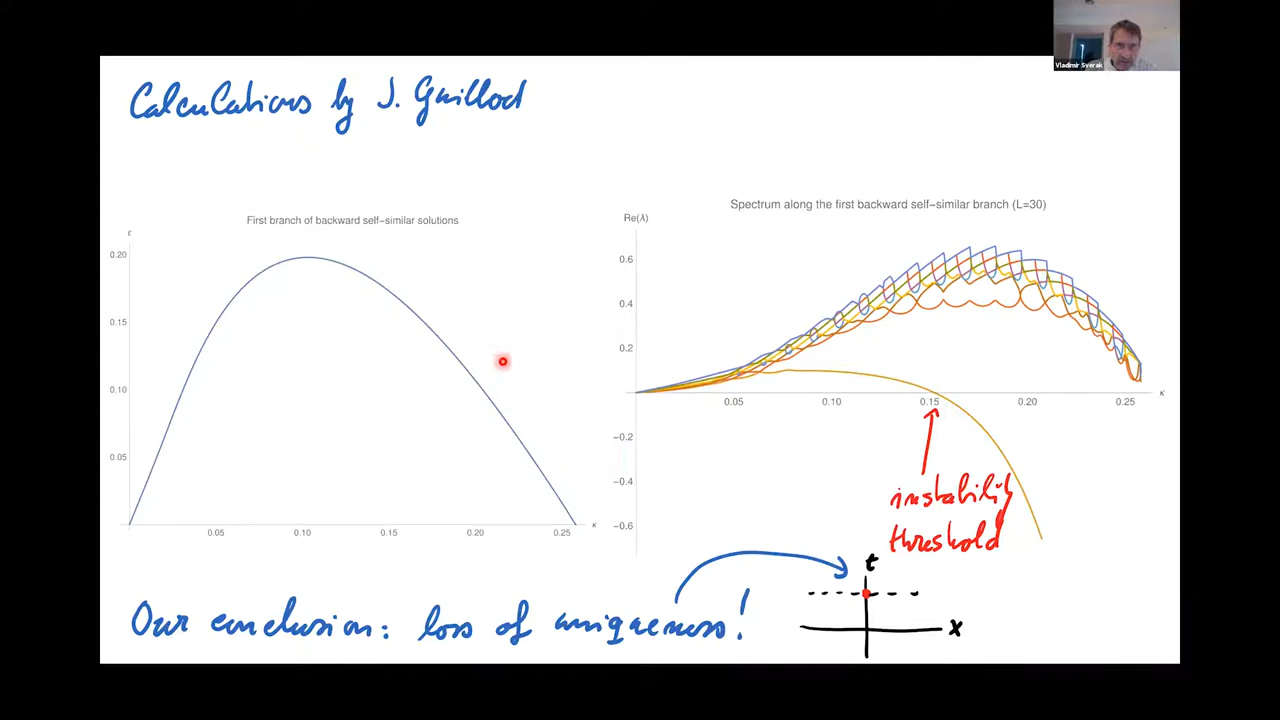 Vladimir Sverak
Calculations by J. Guillod
First branch of backward self-similar solutions
ε
0.20
0.15
0.10
0.05
0.05 0.10 0.15 0.20 0.25 κ
Spectrum along the first backward self-similar branch (L=30)
Re(λ)
0.6
0.4
0.2
0.05 0.10 0.15 0.20 0.25 κ
-0.2
-0.4
-0.6
instability
threshold
t
x
Our conclusion: loss of uniqueness!